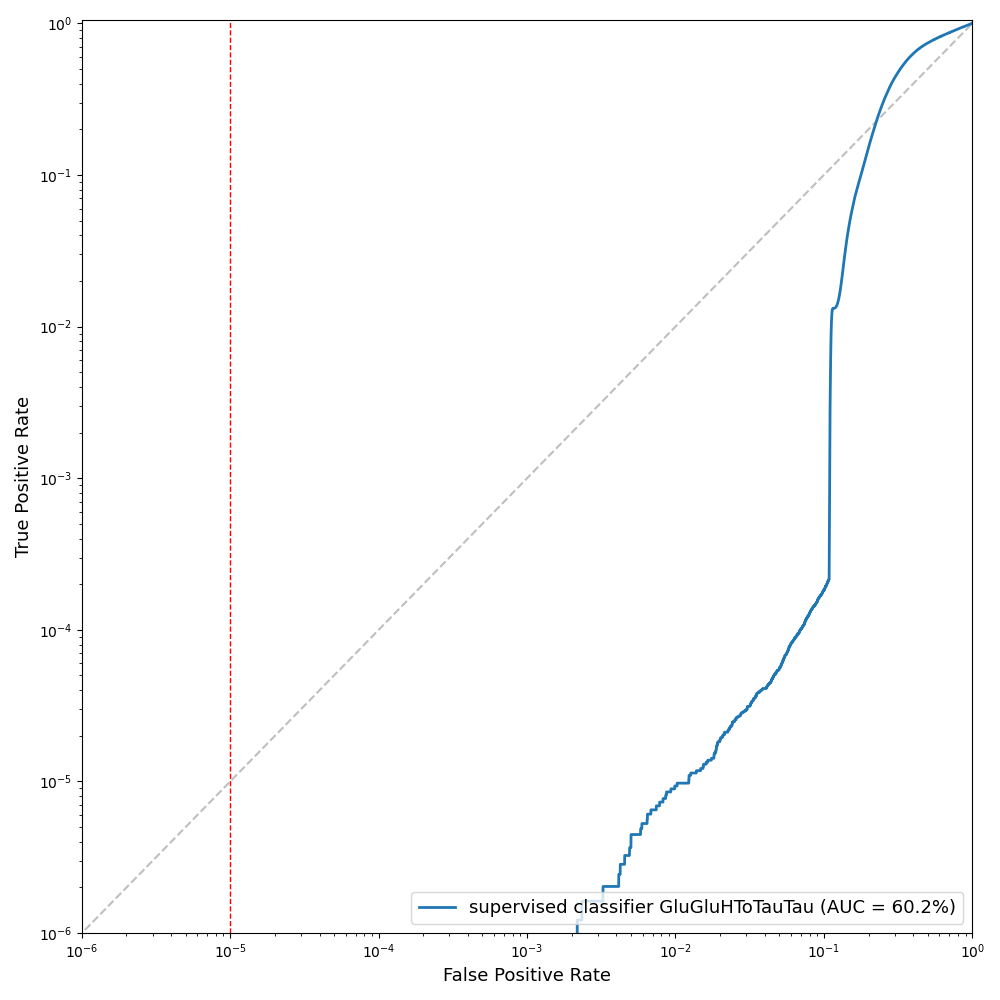 10⁰
10⁻¹
10⁻²
10⁻³
10⁻⁴
10⁻⁵
10⁻⁶
True Positive Rate
supervised classifier GluGluHToTauTau (AUC = 60.2%)
10⁻⁶ 10⁻⁵ 10⁻⁴ 10⁻³ 10⁻² 10⁻¹ 10⁰
False Positive Rate